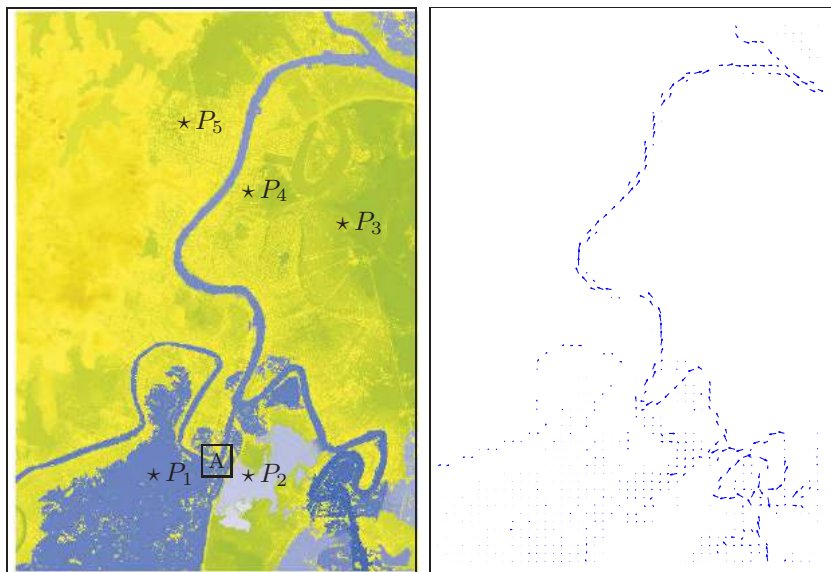 ⋆ P₅
⋆ P₄
⋆ P₃
A
⋆ P₁
⋆ P₂